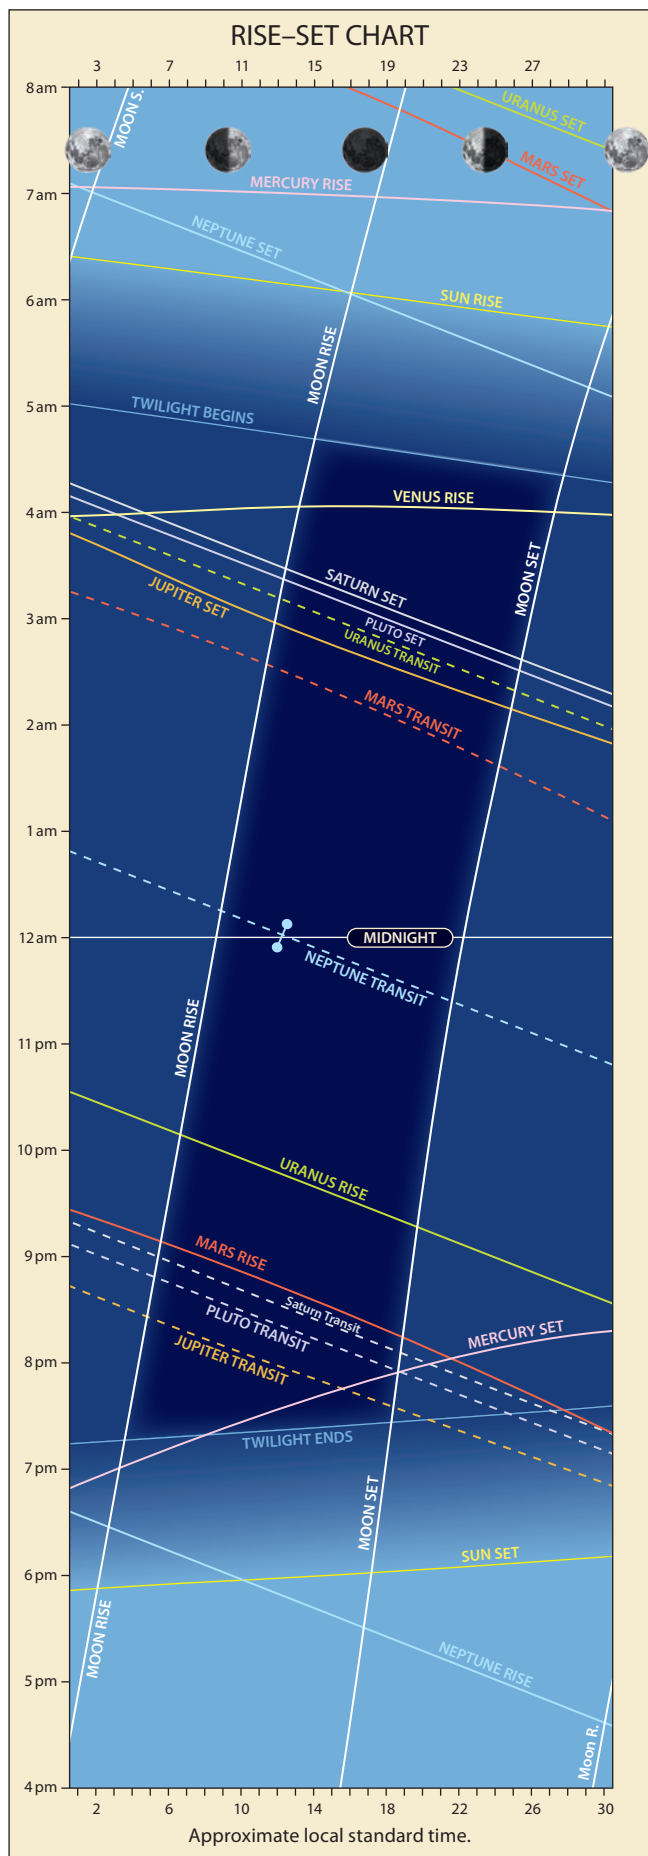 RISE–SET CHART
3 7 11 15 19 23 27
8 am
URANUS SET
MOON S.
MARS SET
MERCURY RISE
7 am
NEPTUNE SET
SUN RISE
6 am
MOON RISE
TWILIGHT BEGINS
5 am
VENUS RISE
4 am
MOON SET
SATURN SET
JUPITER SET
PLUTO SET
3 am
URANUS TRANSIT
MARS TRANSIT
2 am
1 am
12 am
MIDNIGHT
NEPTUNE TRANSIT
11 pm
MOON RISE
10 pm
URANUS RISE
9 pm
MARS RISE
Saturn Transit
PLUTO TRANSIT
MERCURY SET
JUPITER TRANSIT
8 pm
TWILIGHT ENDS
7 pm
MOON SET
SUN SET
6 pm
MOON RISE
NEPTUNE RISE
5 pm
Moon R.
4 pm
2 6 10 14 18 22 26 30
Approximate local standard time.